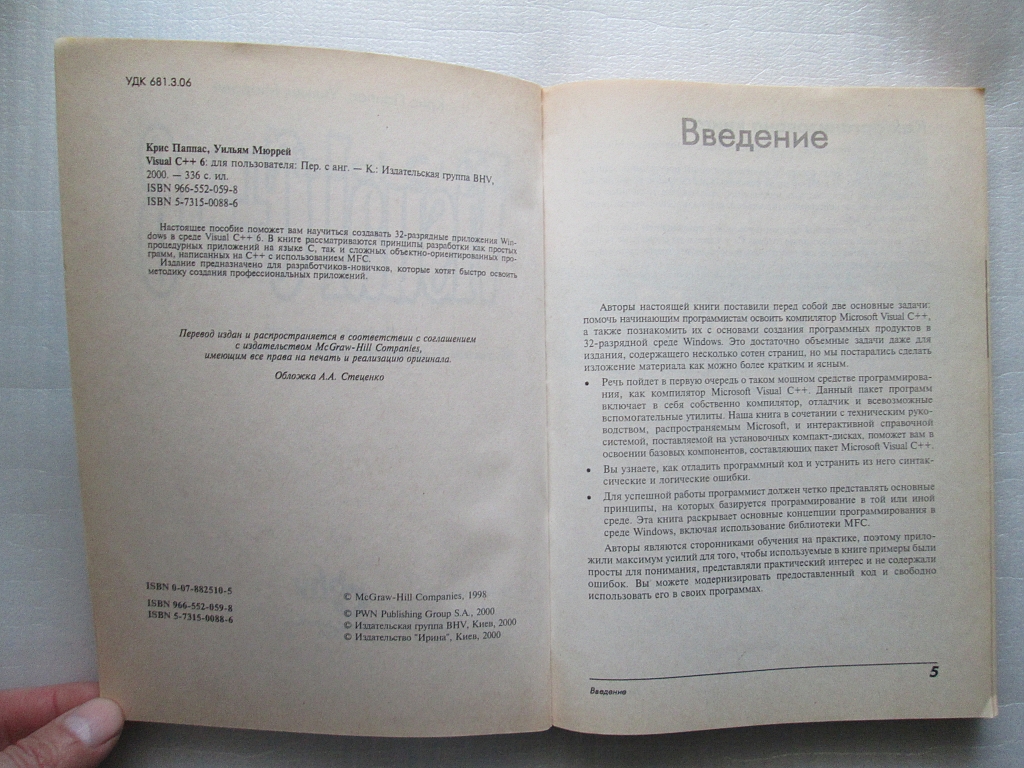 УДК 681.3.06
Крис Паппас, Уильям Мюррей
Visual C++ 6: для пользователя: Пер. с анг. — К.: Издательская группа BHV,
2000. — 336 с. ил.
ISBN 966-552-059-8
ISBN 5-7315-0088-6
Настоящее пособие поможет вам научиться создавать 32-разрядные приложения Win-
dows в среде Visual C++ 6. В книге рассматриваются принципы разработки как простых
процедурных приложений на языке C, так и сложных объектно-ориентированных про-
грамм, написанных на C++ с использованием MFC.
Издание предназначено для разработчиков-новичков, которые хотят быстро освоить
методику создания профессиональных приложений.
Перевод издан и распространяется в соответствии с соглашением
с издательством McGraw-Hill Companies,
имеющим все права на печать и реализацию оригинала.
Обложка А.А. Стеценко
ISBN 0-07-882510-5
ISBN 966-552-059-8
ISBN 5-7315-0088-6
© McGraw-Hill Companies, 1998
© PWN Publishing Group S.A., 2000
© Издательская группа BHV, Киев, 2000
© Издательство "Ирина", Киев, 2000
Введение
Авторы настоящей книги поставили перед собой две основные задачи:
помочь начинающим программистам освоить компилятор Microsoft Visual C++,
а также познакомить их с основами создания программных продуктов в
32-разрядной среде Windows. Это достаточно объемные задачи даже для
издания, содержащего несколько сотен страниц, но мы постарались сделать
изложение материала как можно более кратким и ясным.
• Речь пойдет в первую очередь о таком мощном средстве программирова-
ния, как компилятор Microsoft Visual C++. Данный пакет программ
включает в себя собственно компилятор, отладчик и всевозможные
вспомогательные утилиты. Наша книга в сочетании с техническим руко-
водством, распространяемым Microsoft, и интерактивной справочной
системой, поставляемой на установочных компакт-дисках, поможет вам в
освоении базовых компонентов, составляющих пакет Microsoft Visual C++.
• Вы узнаете, как отладить программный код и устранить из него синтак-
сические и логические ошибки.
• Для успешной работы программист должен четко представлять основные
принципы, на которых базируется программирование в той или иной
среде. Эта книга раскрывает основные концепции программирования в
среде Windows, включая использование библиотеки MFC.
Авторы являются сторонниками обучения на практике, поэтому прило-
жили максимум усилий для того, чтобы используемые в книге примеры были
просты для понимания, представляли практический интерес и не содержали
ошибок. Вы можете модернизировать предоставленный код и свободно
использовать его в своих программах.
Введение
5